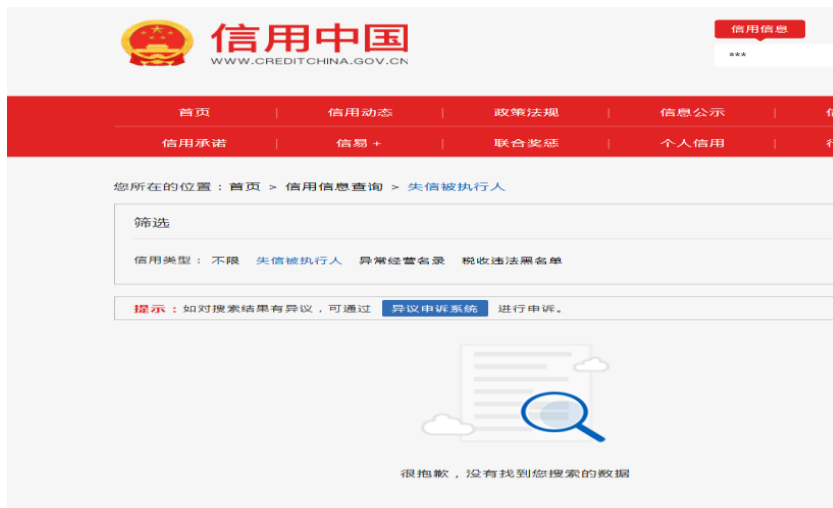 信用中国
WWW.CREDITCHINA.GOV.CN
信用信息
***
首页 | 信用动态 | 政策法规 | 信息公示 |
信用承诺 | 信易+ | 联合奖惩 | 个人信用 |
您所在的位置：首页 > 信用信息查询 > 失信被执行人
筛选
信用类型： 不限 失信被执行人 异常经营名录 税收违法黑名单
提示：如对搜索结果有异议，可通过 异议申诉系统 进行申诉。
很抱歉，没有找到您搜索的数据